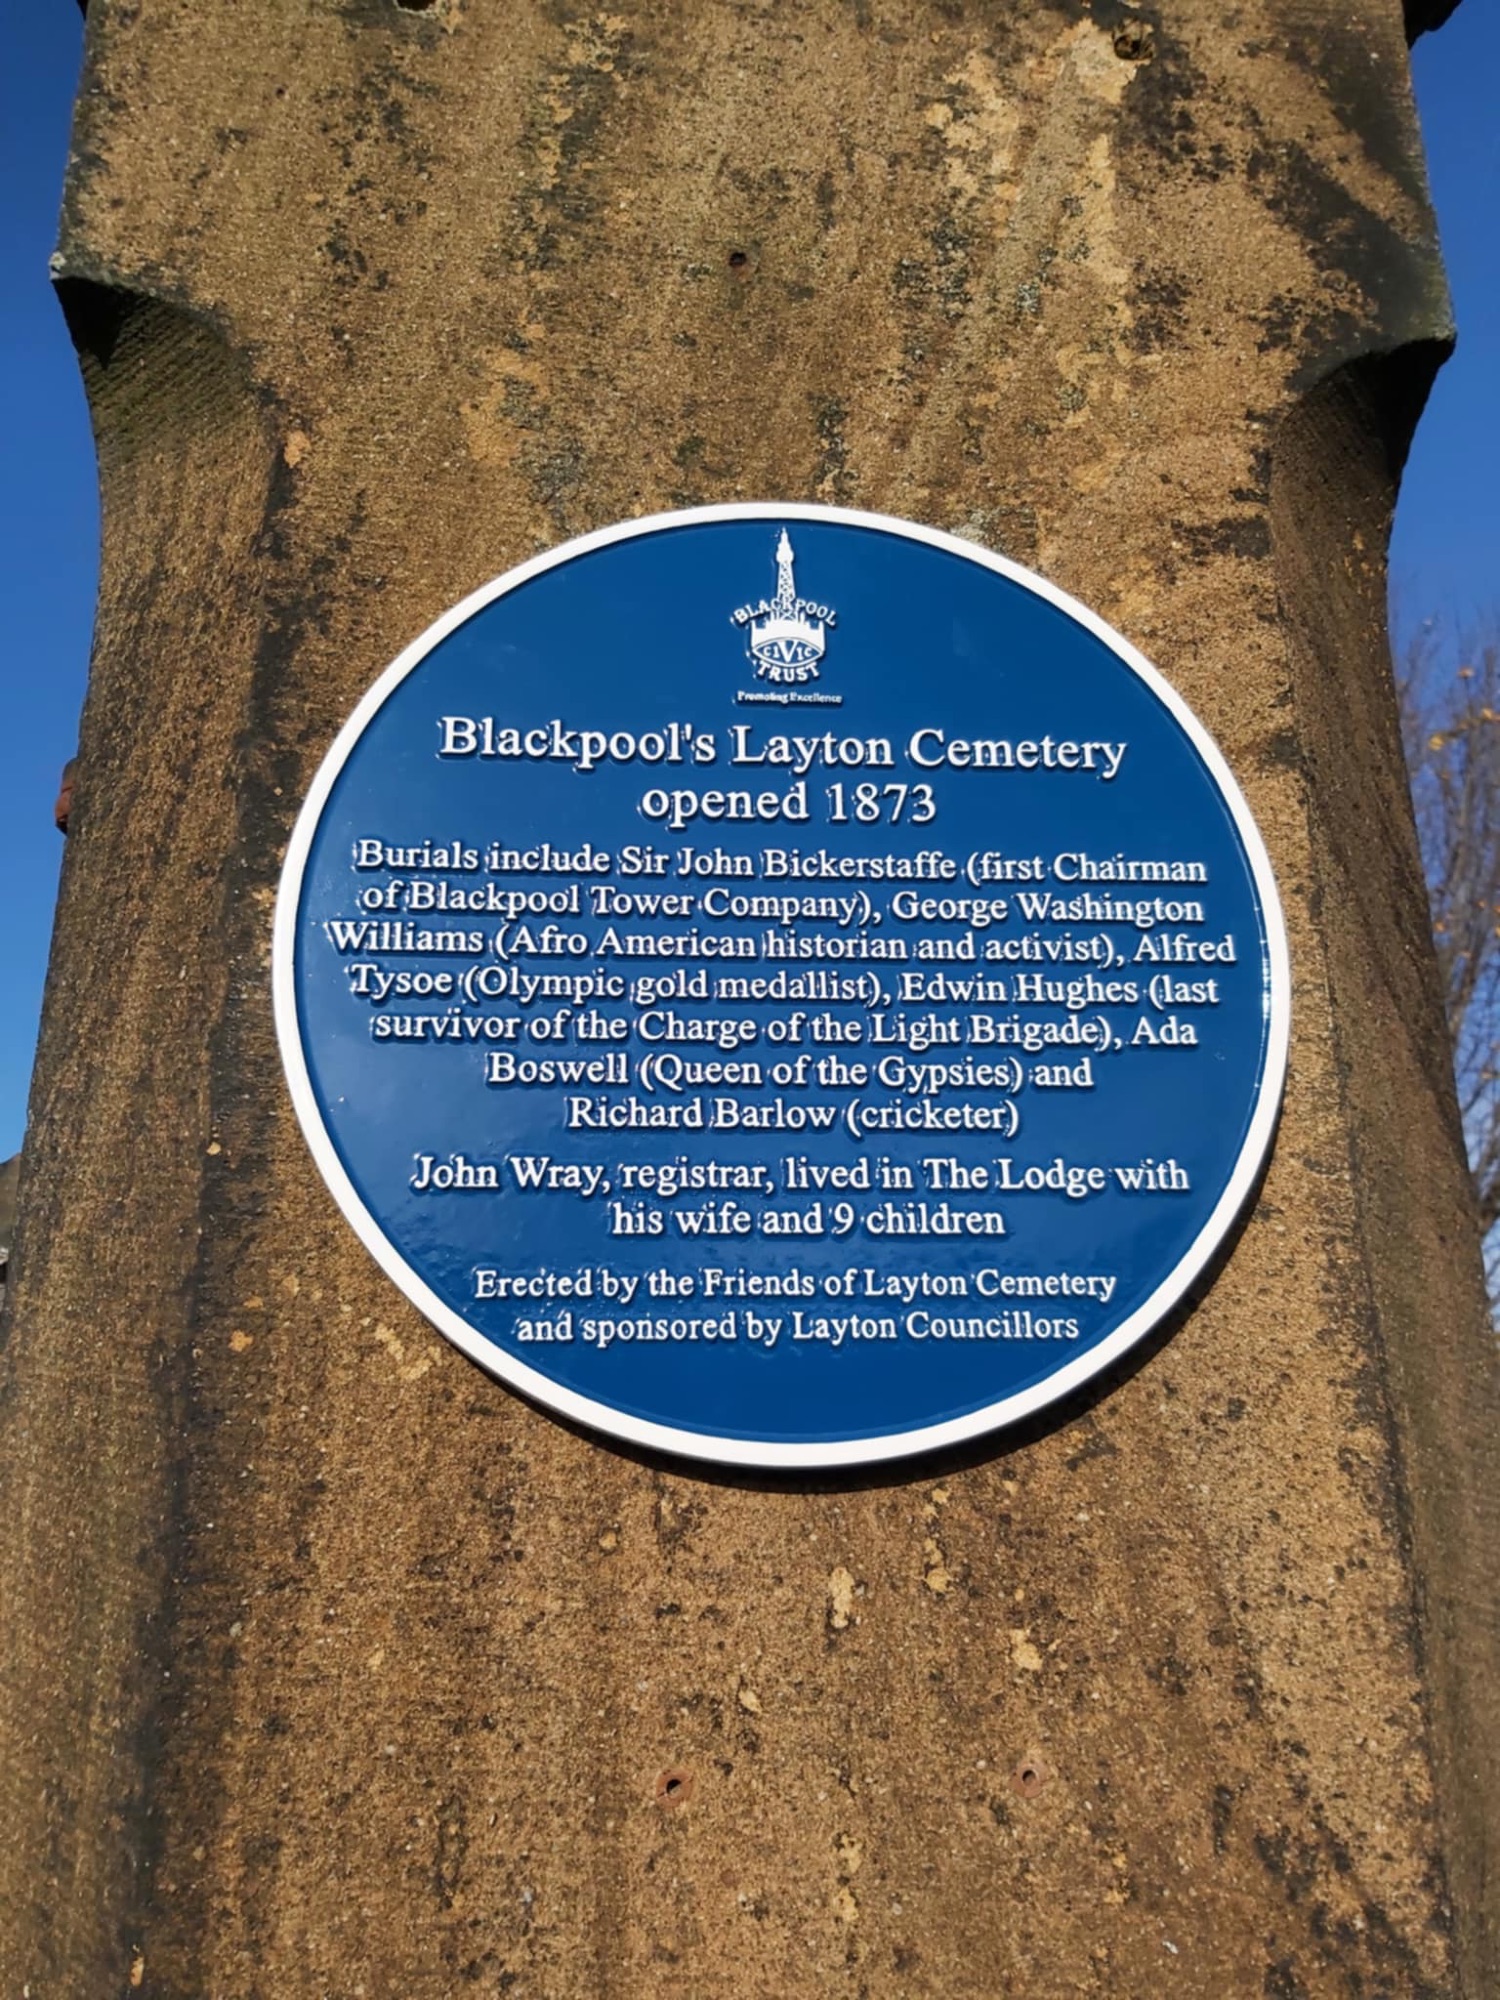 BLACKPOOL
CIVIC
TRUST
Promoting Excellence
Blackpool's Layton Cemetery
opened 1873
Burials include Sir John Bickerstaffe (first Chairman
of Blackpool Tower Company), George Washington
Williams (Afro American historian and activist), Alfred
Tysoe (Olympic gold medallist), Edwin Hughes (last
survivor of the Charge of the Light Brigade), Ada
Boswell (Queen of the Gypsies) and
Richard Barlow (cricketer)
John Wray, registrar, lived in The Lodge with
his wife and 9 children
Erected by the Friends of Layton Cemetery
and sponsored by Layton Councillors